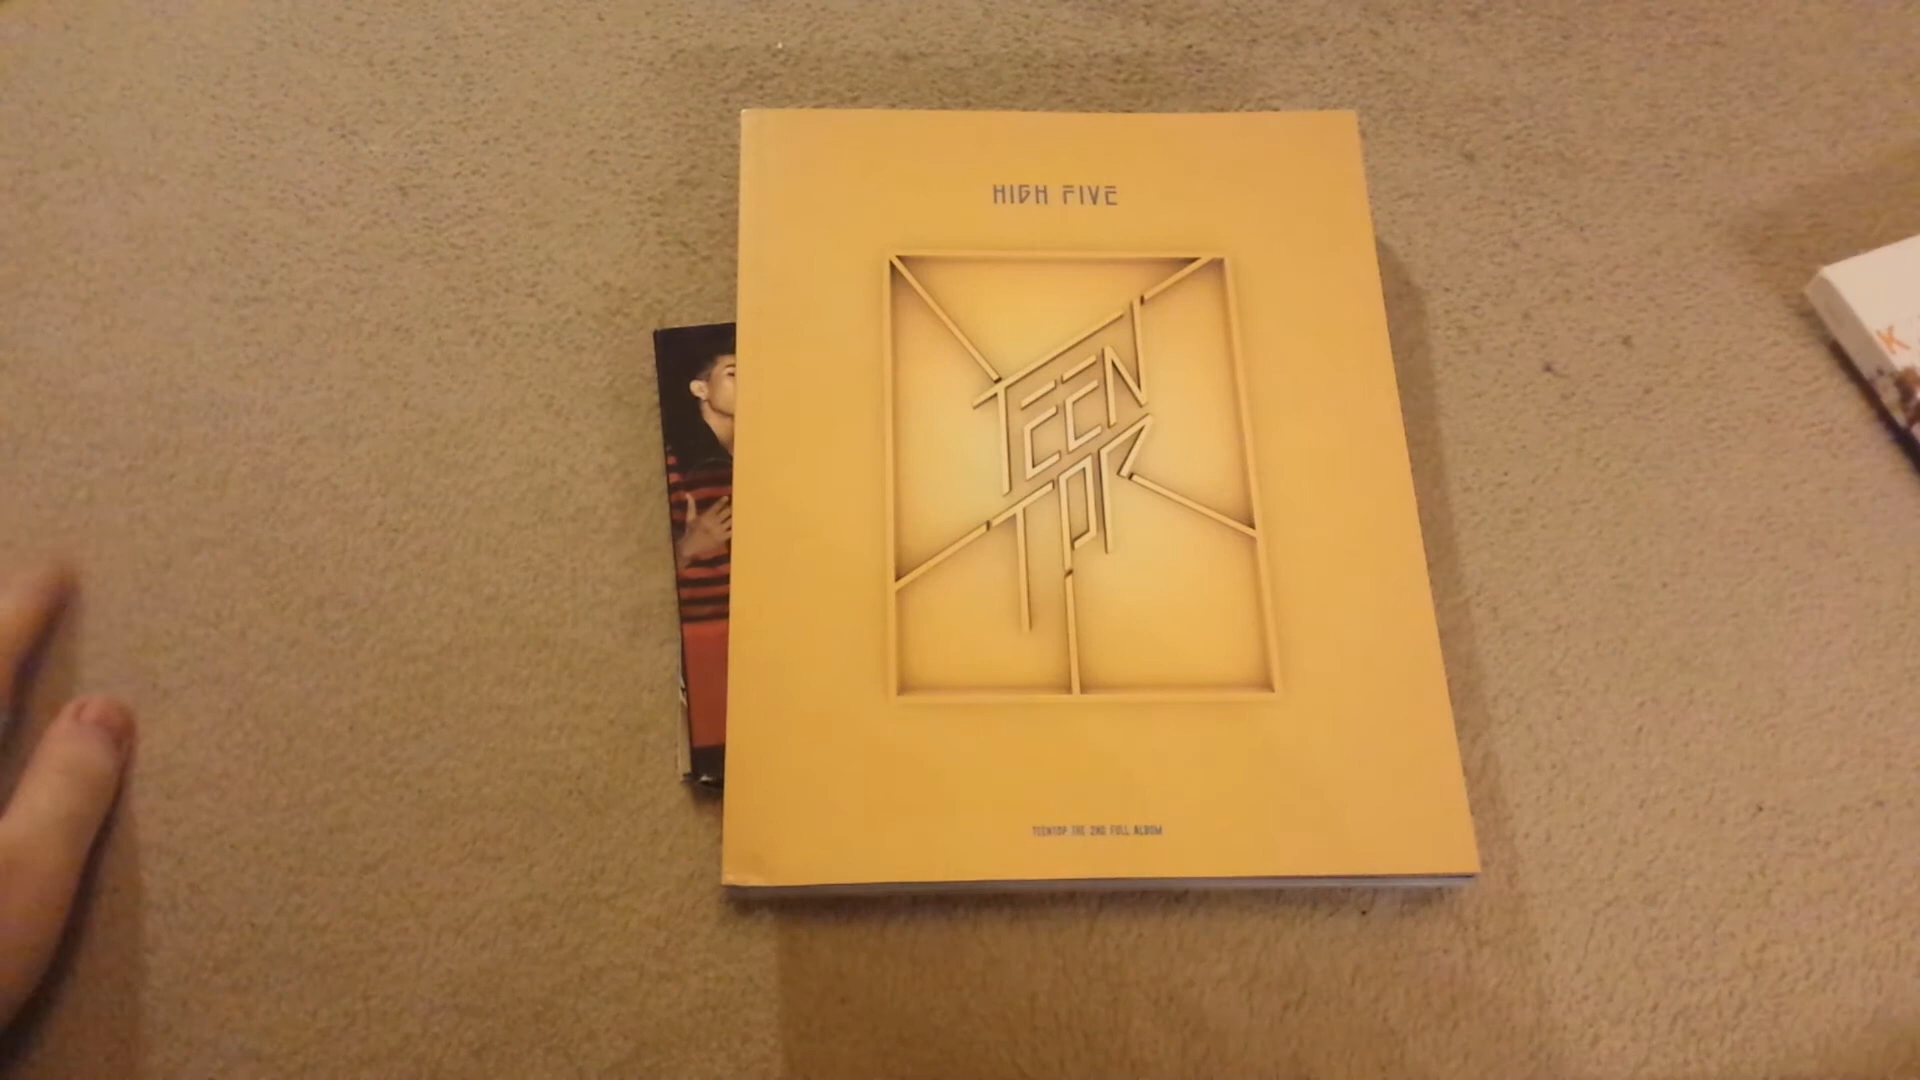 HIGH FIVE
TEEN
TOP
TEENTOP THE 2ND FULL ALBUM
K